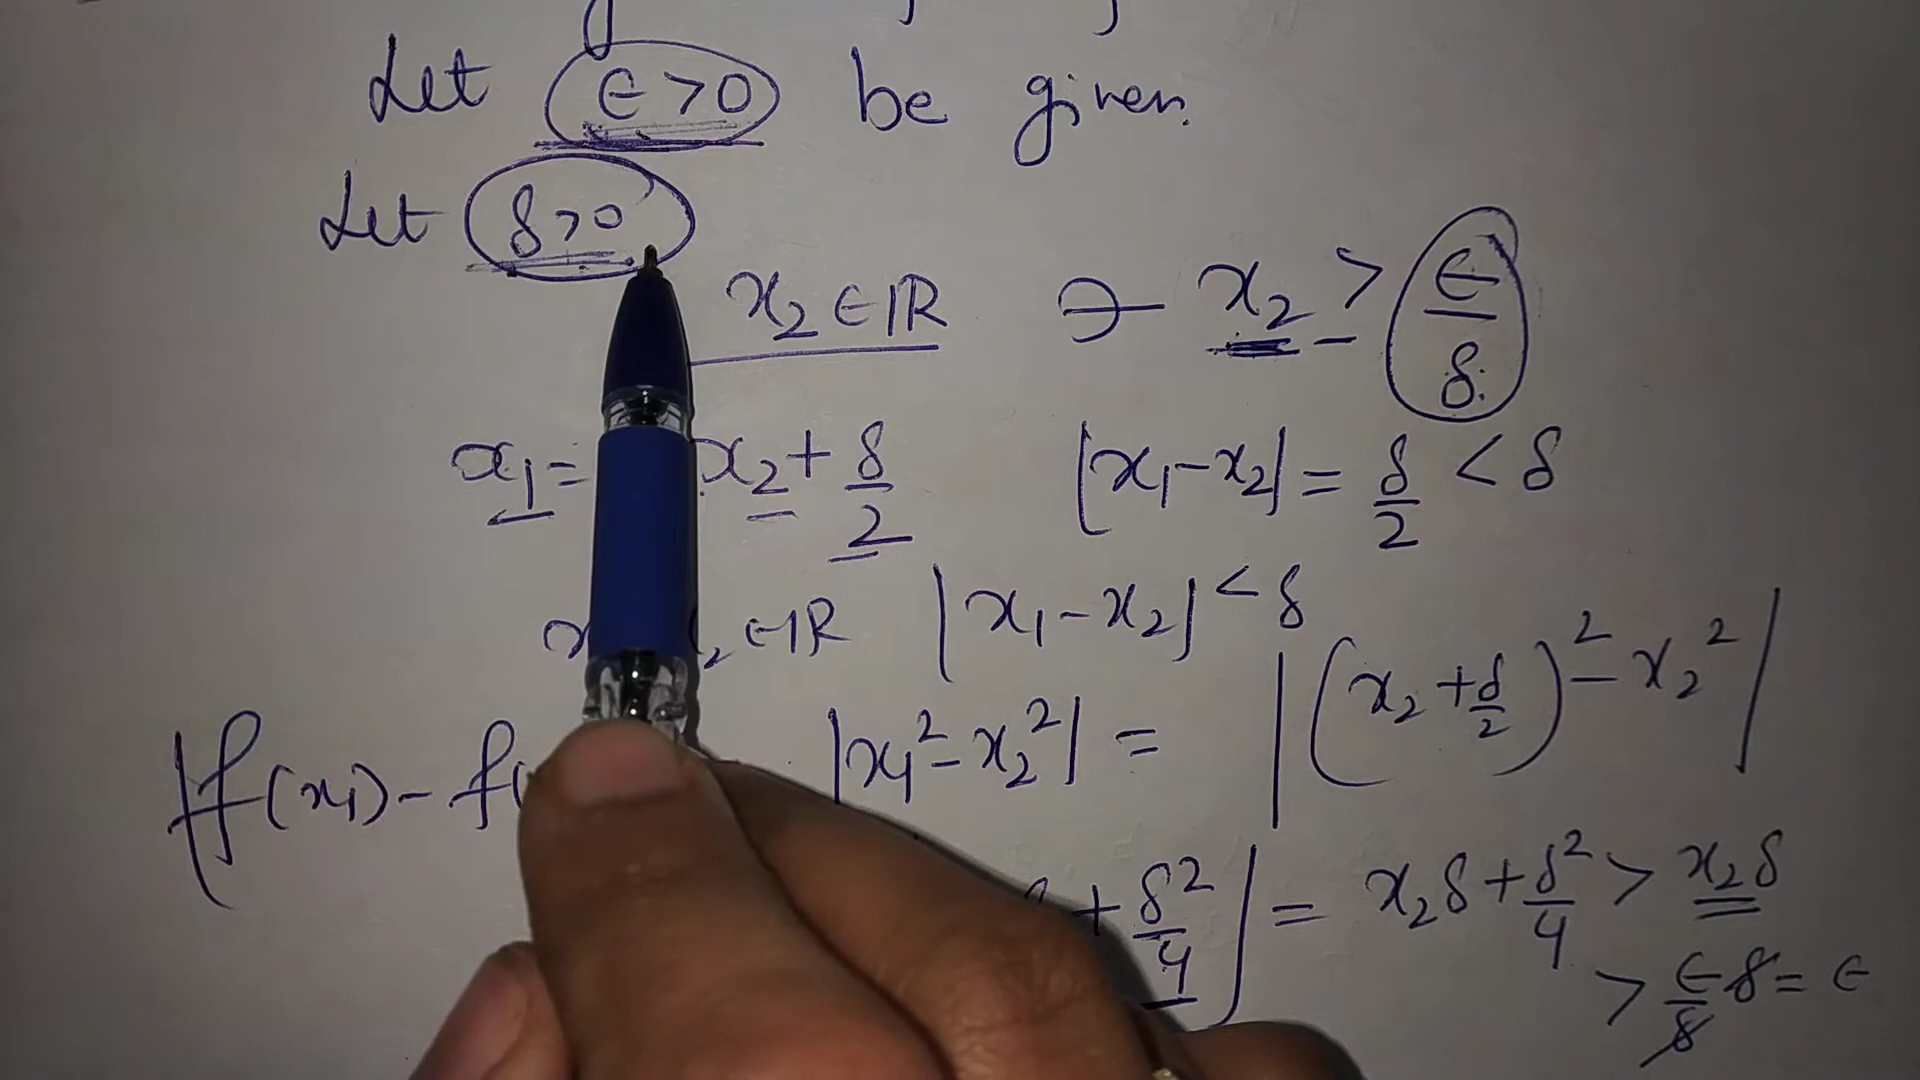 Let ∈ > 0 be given.
Let δ > 0
x₂ ∈ ℝ ∋ x₂ > ∈/δ
x₁ = x₂ + δ/2 |x₁ - x₂| = δ/2 < δ
x₂ ∈ ℝ |x₁ - x₂| < δ
|f(x₁) - f( |x₁² - x₂²| = |(x₂ + δ/2)² - x₂²|
+ δ²/4| = x₂δ + δ²/4 > x₂δ
> ∈/δ δ = ∈